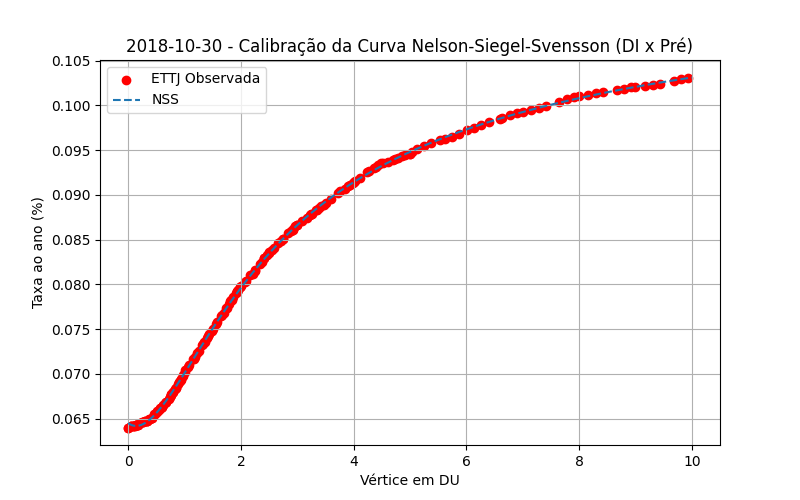 2018-10-30 - Calibração da Curva Nelson-Siegel-Svensson (DI x Pré)
ETTJ Observada
NSS
Taxa ao ano (%)
0.105
0.100
0.095
0.090
0.085
0.080
0.075
0.070
0.065
0 2 4 6 8 10
Vértice em DU